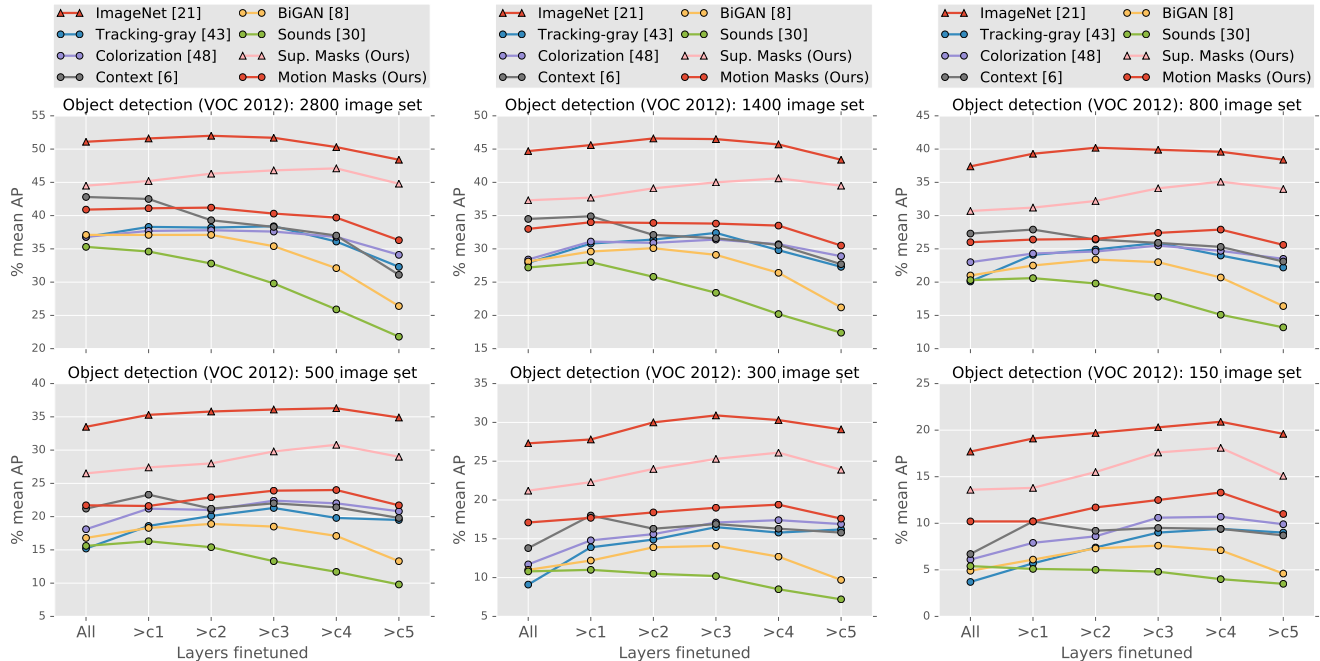 ImageNet [21]
Tracking-gray [43]
Colorization [48]
Context [6]
BiGAN [8]
Sounds [30]
Sup. Masks (Ours)
Motion Masks (Ours)
Object detection (VOC 2012): 2800 image set
% mean AP
55
50
45
40
35
30
25
20
ImageNet [21]
Tracking-gray [43]
Colorization [48]
Context [6]
BiGAN [8]
Sounds [30]
Sup. Masks (Ours)
Motion Masks (Ours)
Object detection (VOC 2012): 1400 image set
% mean AP
50
45
40
35
30
25
20
15
ImageNet [21]
Tracking-gray [43]
Colorization [48]
Context [6]
BiGAN [8]
Sounds [30]
Sup. Masks (Ours)
Motion Masks (Ours)
Object detection (VOC 2012): 800 image set
% mean AP
45
40
35
30
25
20
15
10
Object detection (VOC 2012): 500 image set
% mean AP
40
35
30
25
20
15
10
5
All >c1 >c2 >c3 >c4 >c5
Layers finetuned
Object detection (VOC 2012): 300 image set
% mean AP
35
30
25
20
15
10
5
All >c1 >c2 >c3 >c4 >c5
Layers finetuned
Object detection (VOC 2012): 150 image set
% mean AP
20
15
10
5
0
All >c1 >c2 >c3 >c4 >c5
Layers finetuned